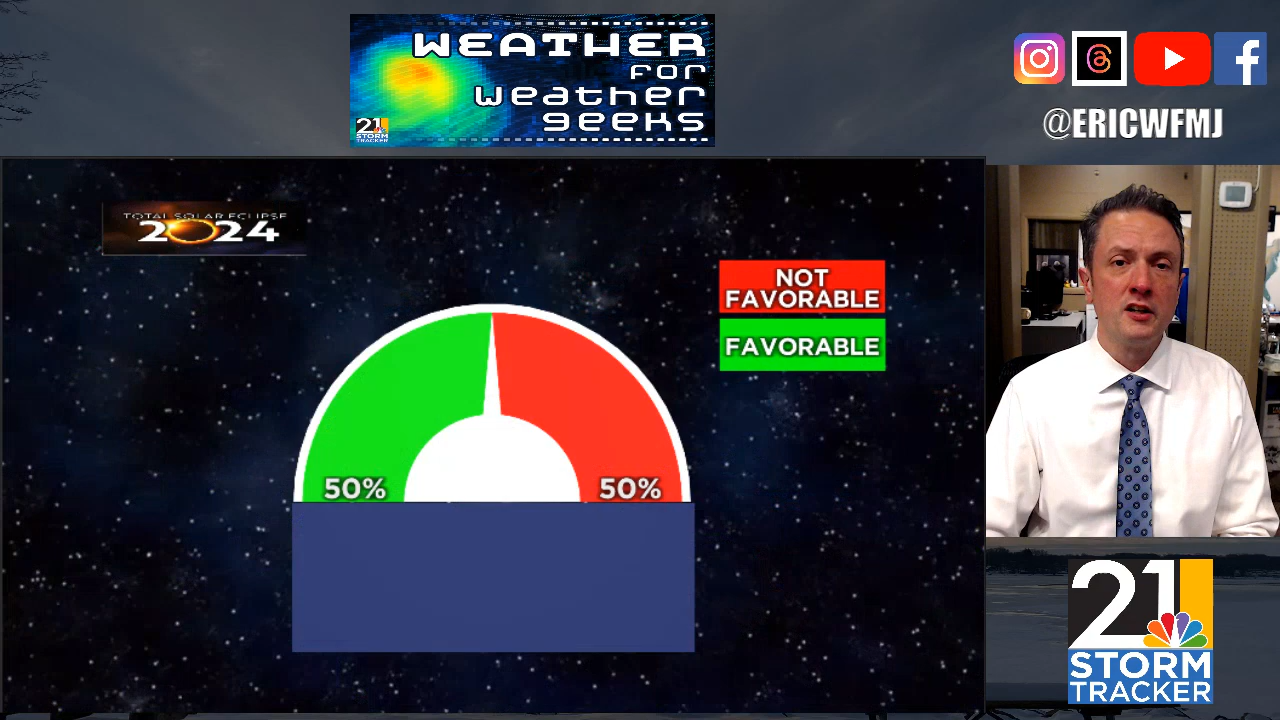 WEATHER
FOR
WEATHER
GEEKS
21
STORM
TRACKER
@ERICWFMJ
TOTAL SOLAR ECLIPSE
2024
NOT
FAVORABLE
FAVORABLE
50%
50%
21
STORM
TRACKER